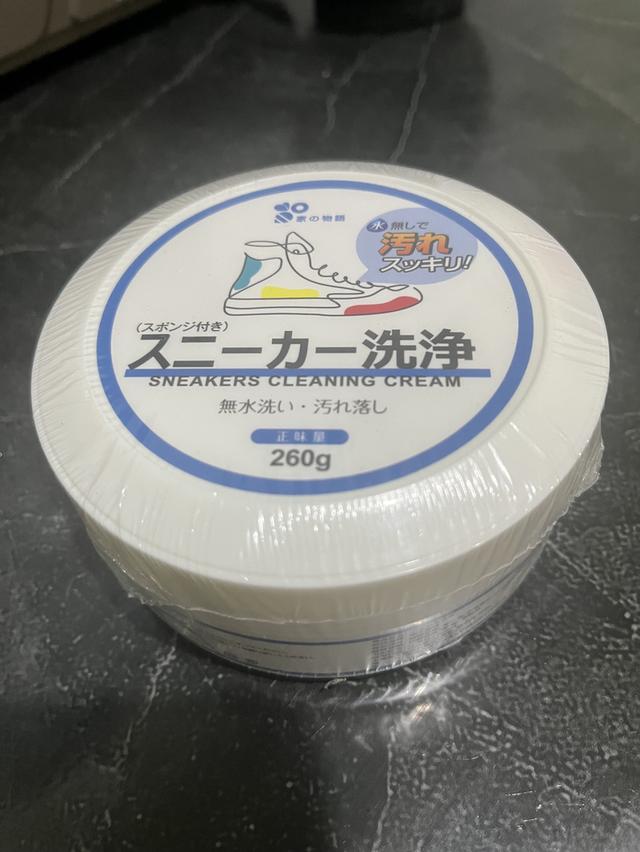 家の物語
水 無しで
汚れ
スッキリ!
(スポンジ付き)
スニーカー洗浄
SNEAKERS CLEANING CREAM
無水洗い・汚れ落し
正味量
260g